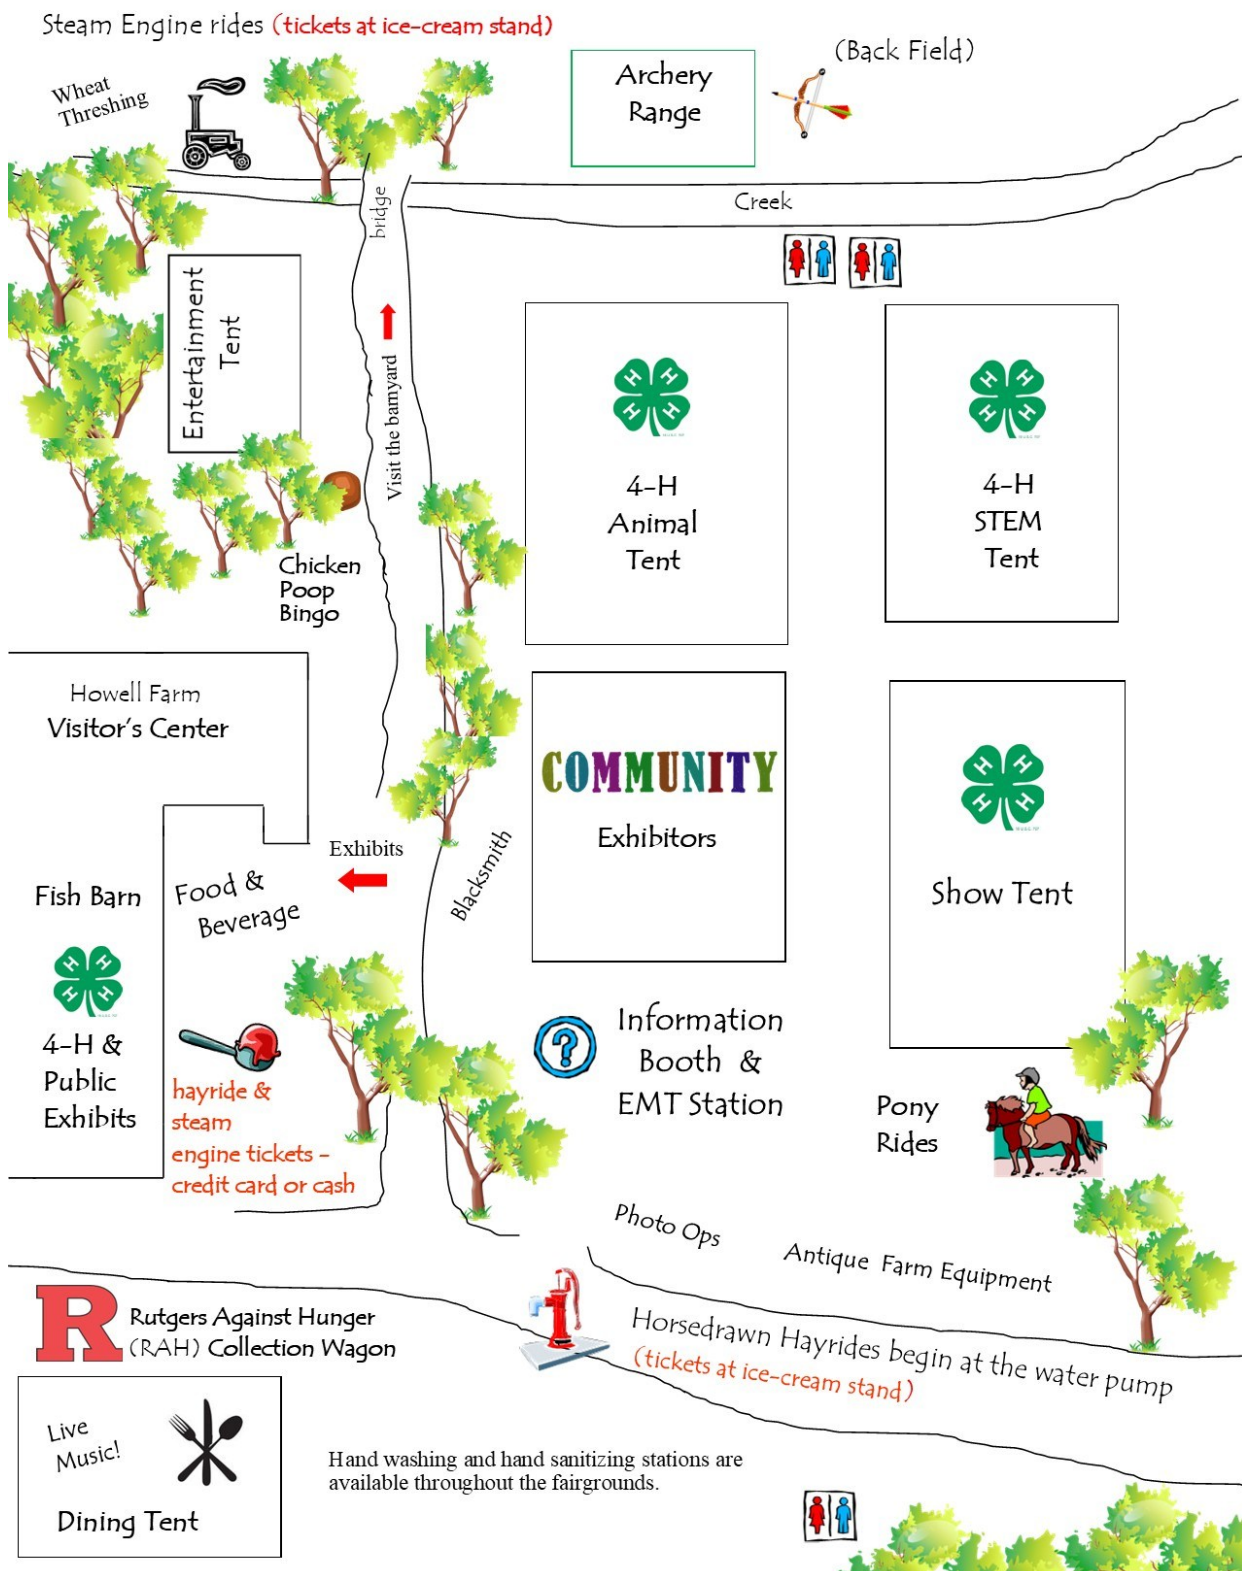 Steam Engine rides (tickets at ice-cream stand)
(Back Field)
Wheat
Threshing
Archery
Range
bridge
Creek
Entertainment
Tent
Visit the barnyard
H H
H H
4-H
Animal
Tent
H H
H H
4-H
STEM
Tent
Chicken
Poop
Bingo
Howell Farm
Visitor's Center
COMMUNITY
Exhibitors
H H
H H
Show Tent
Exhibits
Blacksmith
Fish Barn
Food &
Beverage
H H
H H
4-H &
Public
Exhibits
hayride &
steam
engine tickets -
credit card or cash
?
Information
Booth &
EMT Station
Pony
Rides
Photo Ops
Antique Farm Equipment
R
Rutgers Against Hunger
(RAH) Collection Wagon
Horsedrawn Hayrides begin at the water pump
(tickets at ice-cream stand)
Live
Music!
Dining Tent
Hand washing and hand sanitizing stations are
available throughout the fairgrounds.